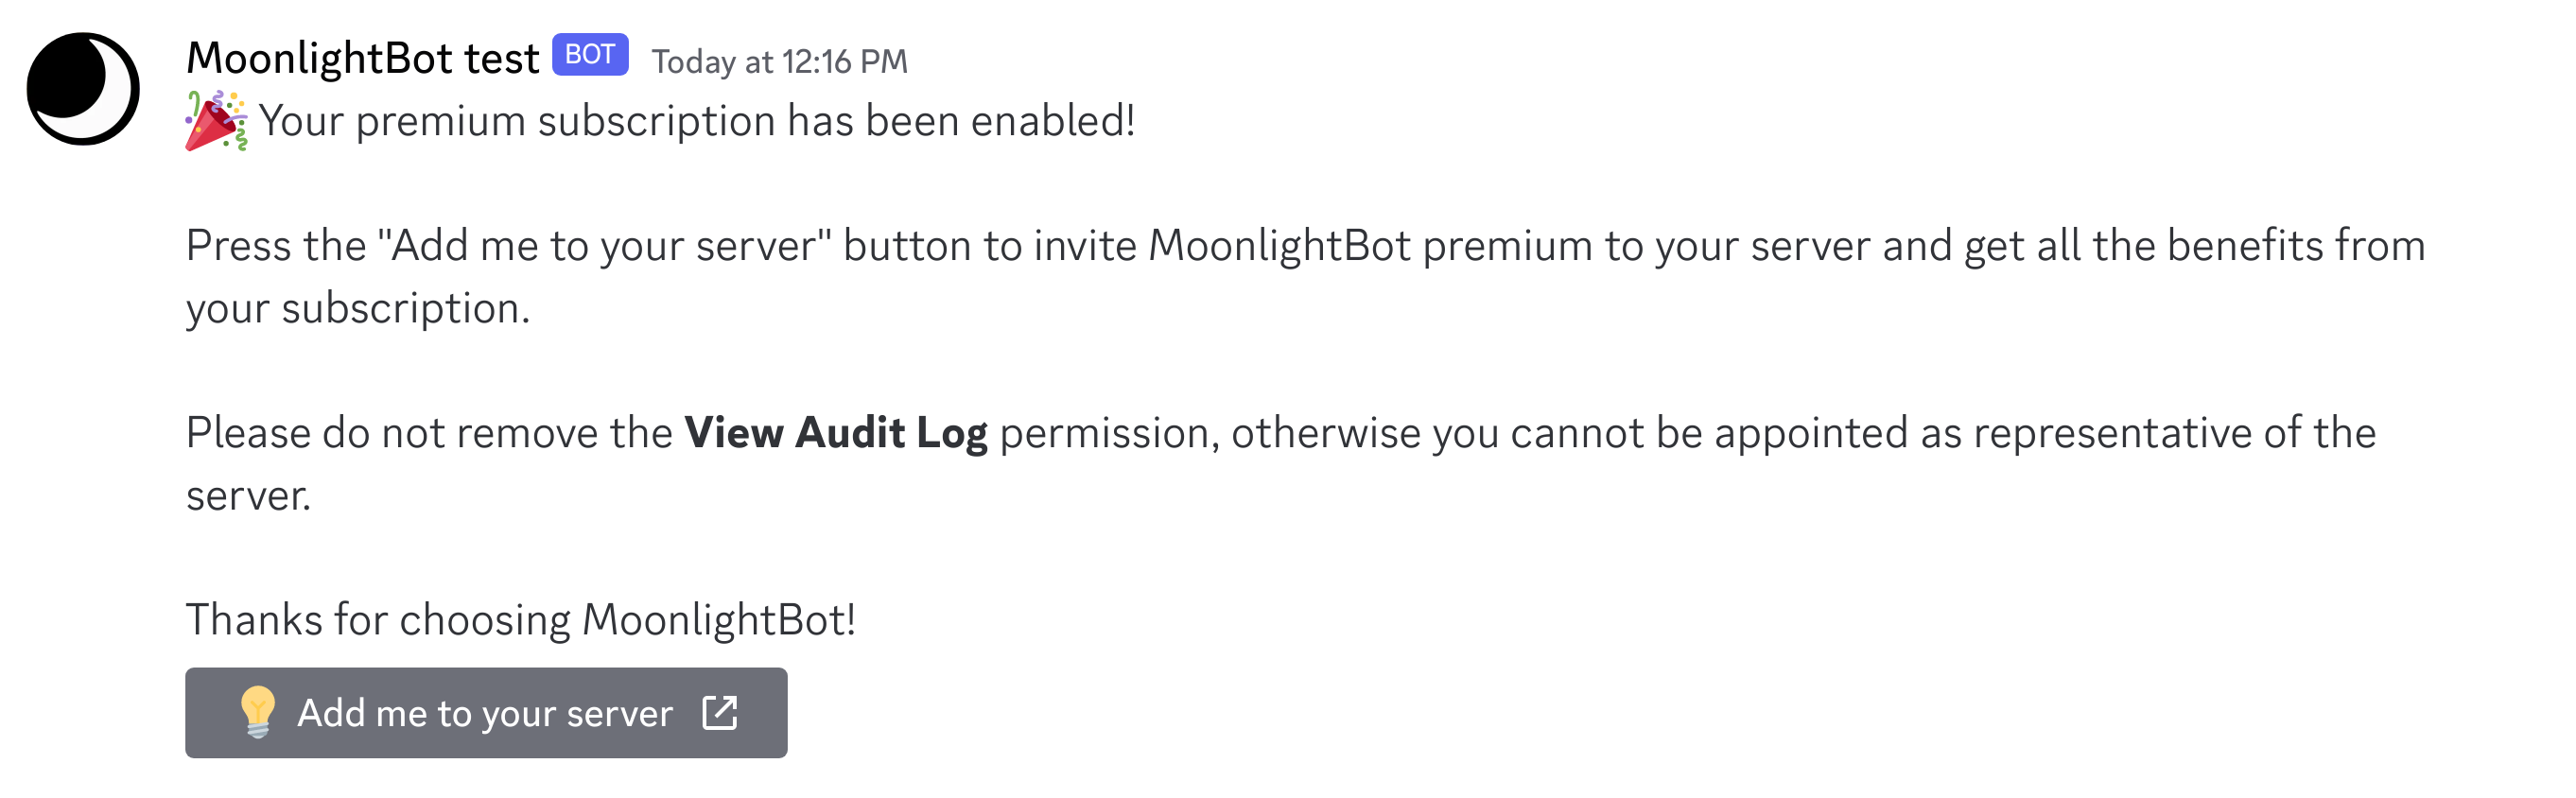 MoonlightBot test BOT Today at 12:16 PM
🎉 Your premium subscription has been enabled!
Press the "Add me to your server" button to invite MoonlightBot premium to your server and get all the benefits from
your subscription.
Please do not remove the View Audit Log permission, otherwise you cannot be appointed as representative of the
server.
Thanks for choosing MoonlightBot!
💡 Add me to your server